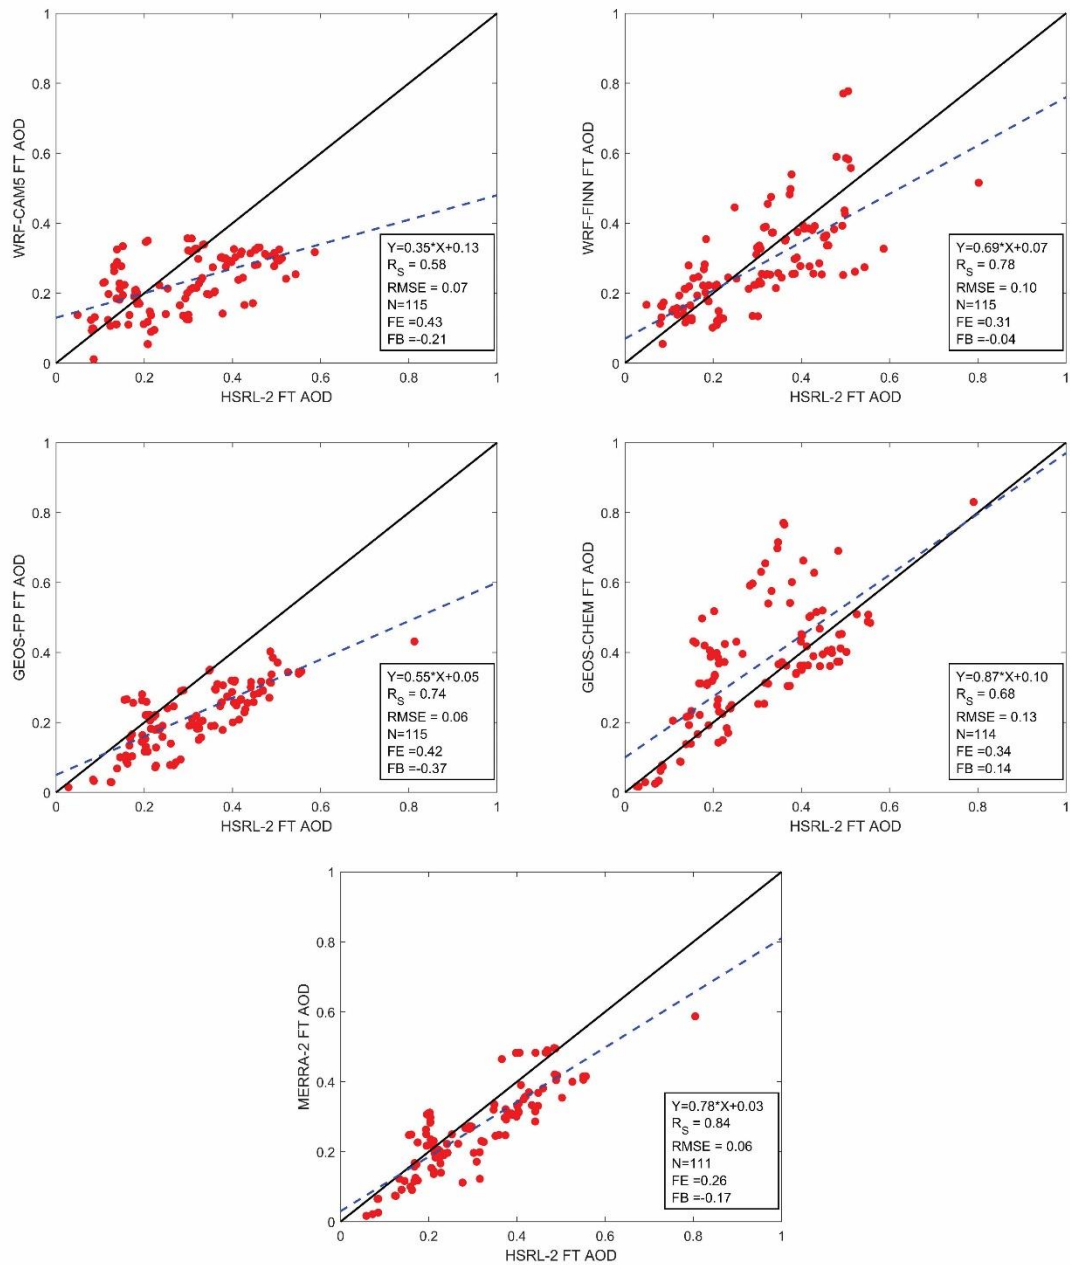 1
0.8
0.6
0.4
0.2
0
WRF-CAM5 FT AOD
Y=0.35*X+0.13
R_S = 0.58
RMSE = 0.07
N=115
FE =0.43
FB =-0.21
0 0.2 0.4 0.6 0.8 1
HSRL-2 FT AOD
1
0.8
0.6
0.4
0.2
0
WRF-FINN FT AOD
Y=0.69*X+0.07
R_S = 0.78
RMSE = 0.10
N=115
FE =0.31
FB =-0.04
0 0.2 0.4 0.6 0.8 1
HSRL-2 FT AOD
1
0.8
0.6
0.4
0.2
0
GEOS-FP FT AOD
Y=0.55*X+0.05
R_S = 0.74
RMSE = 0.06
N=115
FE =0.42
FB =-0.37
0 0.2 0.4 0.6 0.8 1
HSRL-2 FT AOD
1
0.8
0.6
0.4
0.2
0
GEOS-CHEM FT AOD
Y=0.87*X+0.10
R_S = 0.68
RMSE = 0.13
N=114
FE =0.34
FB =0.14
0 0.2 0.4 0.6 0.8 1
HSRL-2 FT AOD
1
0.8
0.6
0.4
0.2
0
MERRA-2 FT AOD
Y=0.78*X+0.03
R_S = 0.84
RMSE = 0.06
N=111
FE =0.26
FB =-0.17
0 0.2 0.4 0.6 0.8 1
HSRL-2 FT AOD